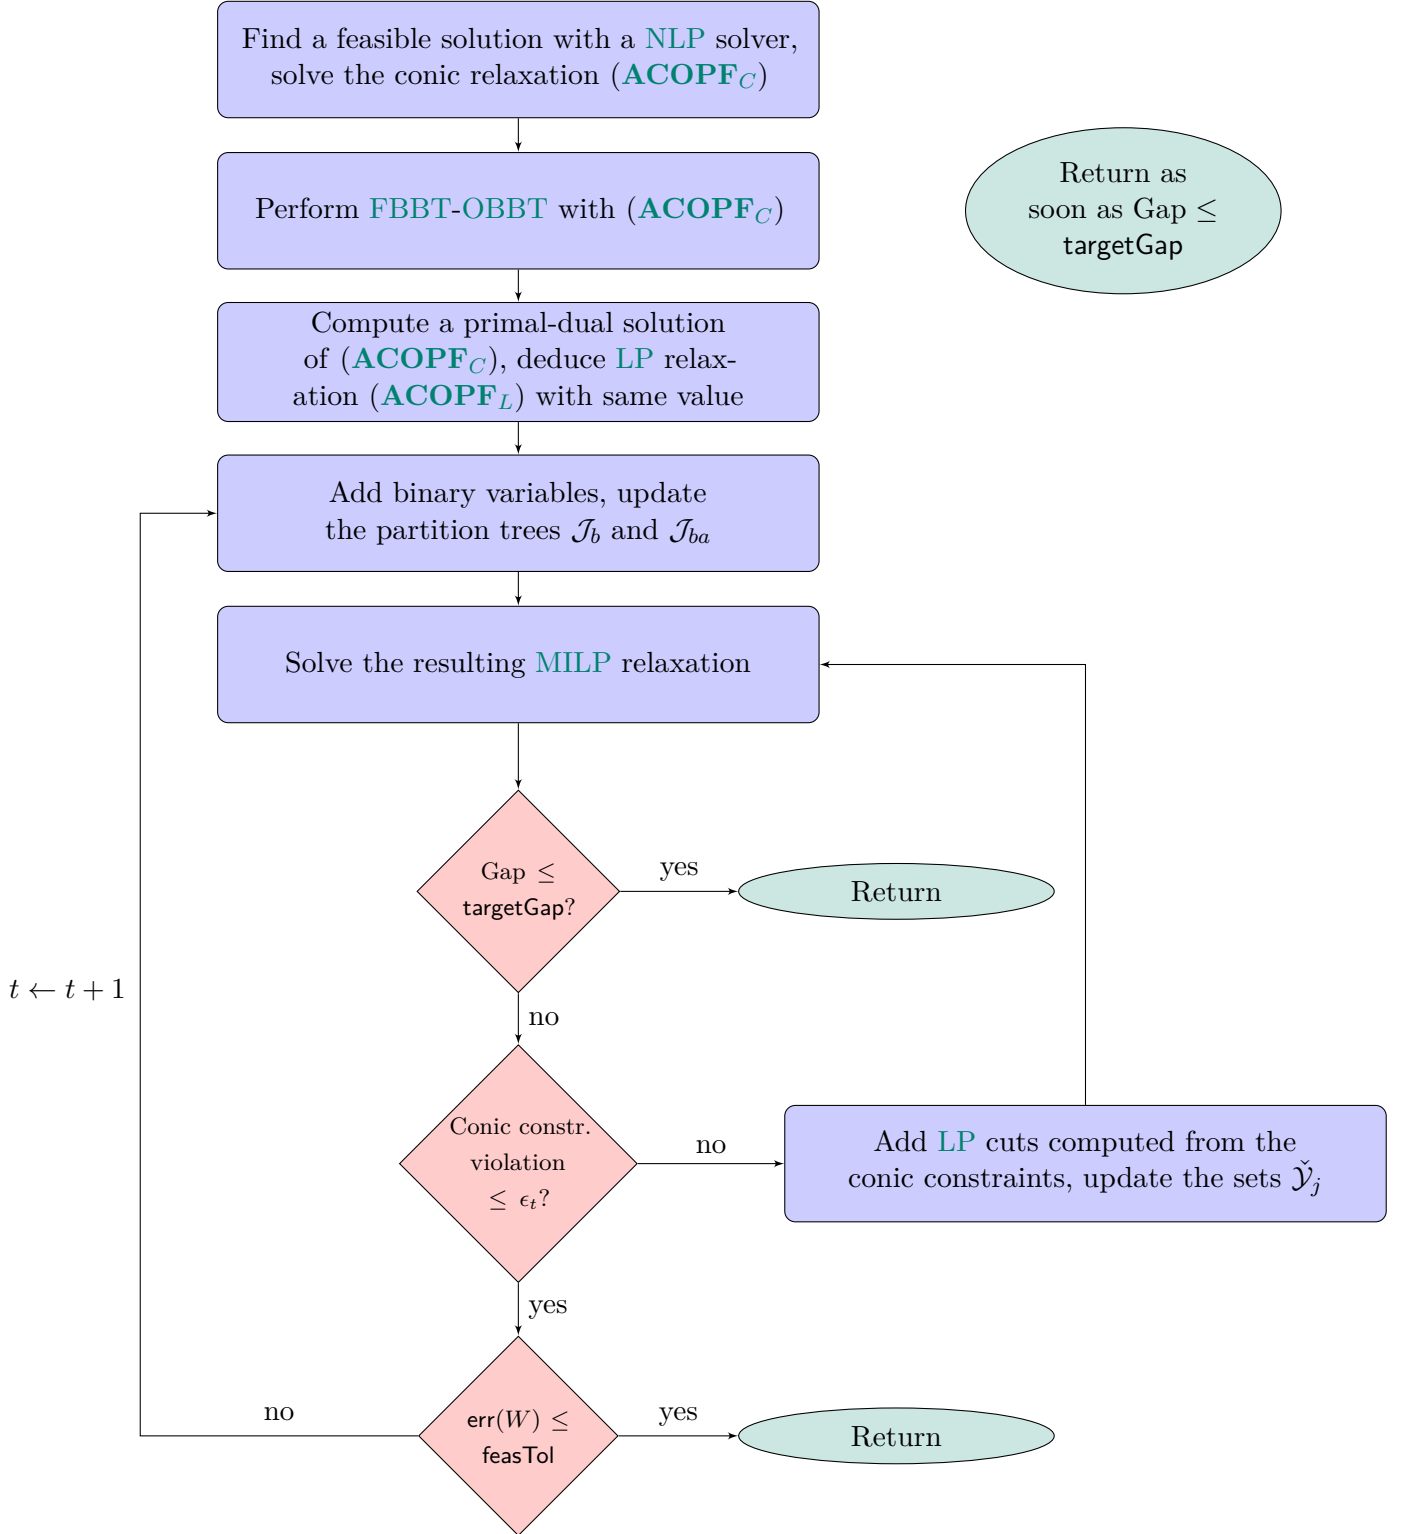 Find a feasible solution with a NLP solver,
solve the conic relaxation (ACOPF_C)
Perform FBBT-OBBT with (ACOPF_C)
Return as
soon as Gap ≤
targetGap
Compute a primal-dual solution
of (ACOPF_C), deduce LP relax-
ation (ACOPF_L) with same value
Add binary variables, update
the partition trees 𝒥_b and 𝒥_ba
Solve the resulting MILP relaxation
Gap ≤
targetGap?
yes
Return
t ← t + 1
no
Conic constr.
violation
≤ ϵ_t?
no
Add LP cuts computed from the
conic constraints, update the sets 𝒴̌_j
yes
no
err(W) ≤
feasTol
yes
Return